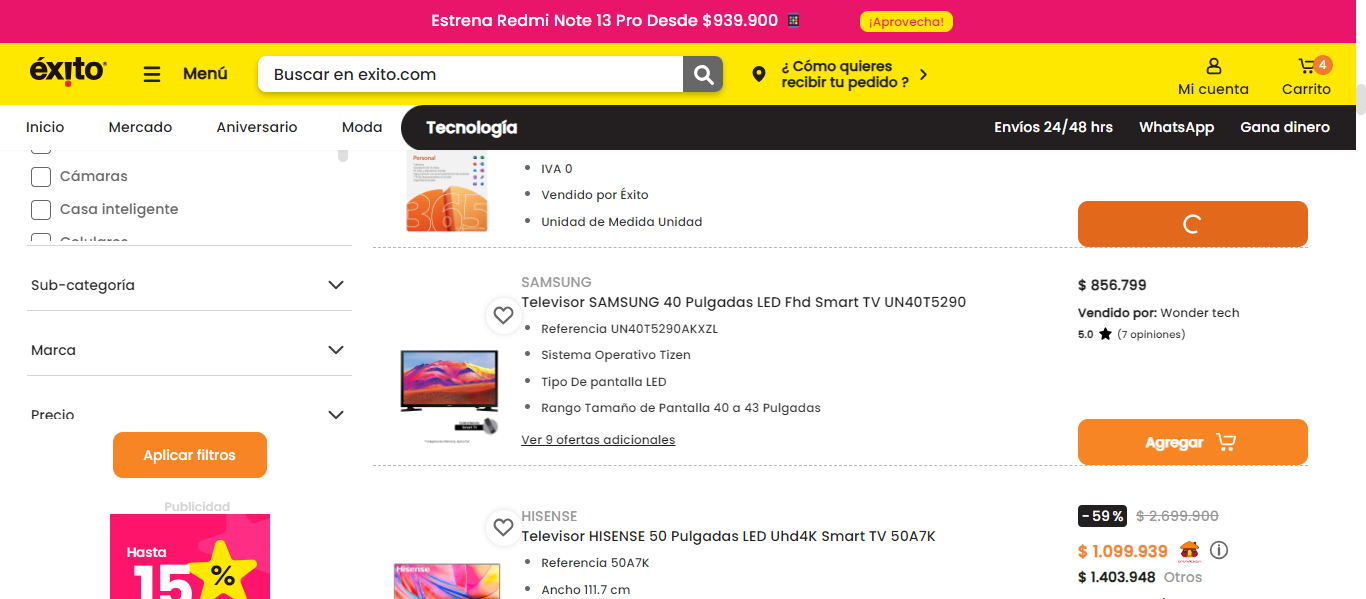 Estrena Redmi Note 13 Pro Desde $939.900
¡Aprovecha!
éxito
Menú
Buscar en exito.com
¿ Cómo quieres
recibir tu pedido ?
Mi cuenta
4
Carrito
Inicio
Mercado
Aniversario
Moda
Tecnología
Envíos 24/48 hrs
WhatsApp
Gana dinero
Cámaras
Casa inteligente
Celulares
Sub-categoría
Marca
Precio
Aplicar filtros
Publicidad
Hasta
15
%
Personal
365
IVA 0
Vendido por Éxito
Unidad de Medida Unidad
SAMSUNG
Televisor SAMSUNG 40 Pulgadas LED Fhd Smart TV UN40T5290
Referencia UN40T5290AKXZL
Sistema Operativo Tizen
Tipo De pantalla LED
Rango Tamaño de Pantalla 40 a 43 Pulgadas
Ver 9 ofertas adicionales
$ 856.799
Vendido por: Wonder tech
5.0 ★ (7 opiniones)
Agregar
HISENSE
Televisor HISENSE 50 Pulgadas LED Uhd4K Smart TV 50A7K
Referencia 50A7K
Ancho 111.7 cm
Hisense
- 59 % $ 2.699.900
$ 1.099.939
$ 1.403.948 Otros